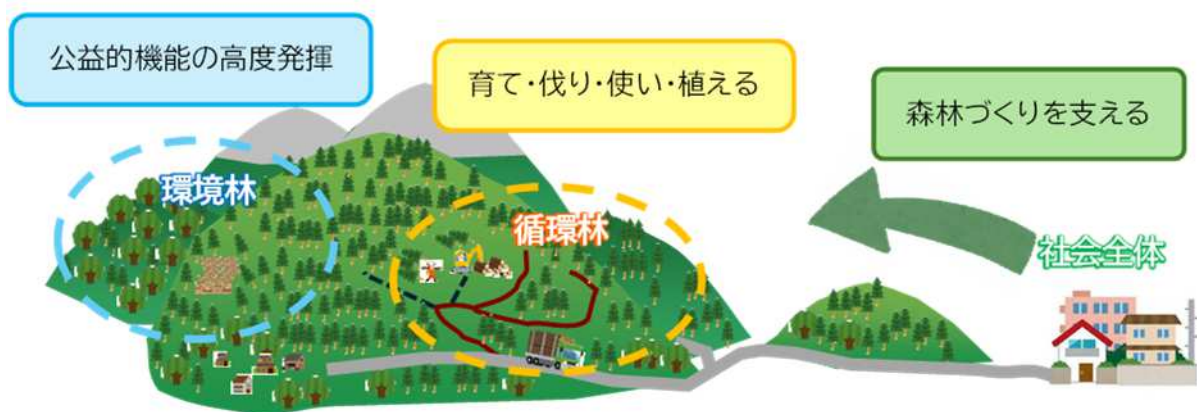 公益的機能の高度発揮
育て・伐り・使い・植える
森林づくりを支える
環境林
循環林
社会全体